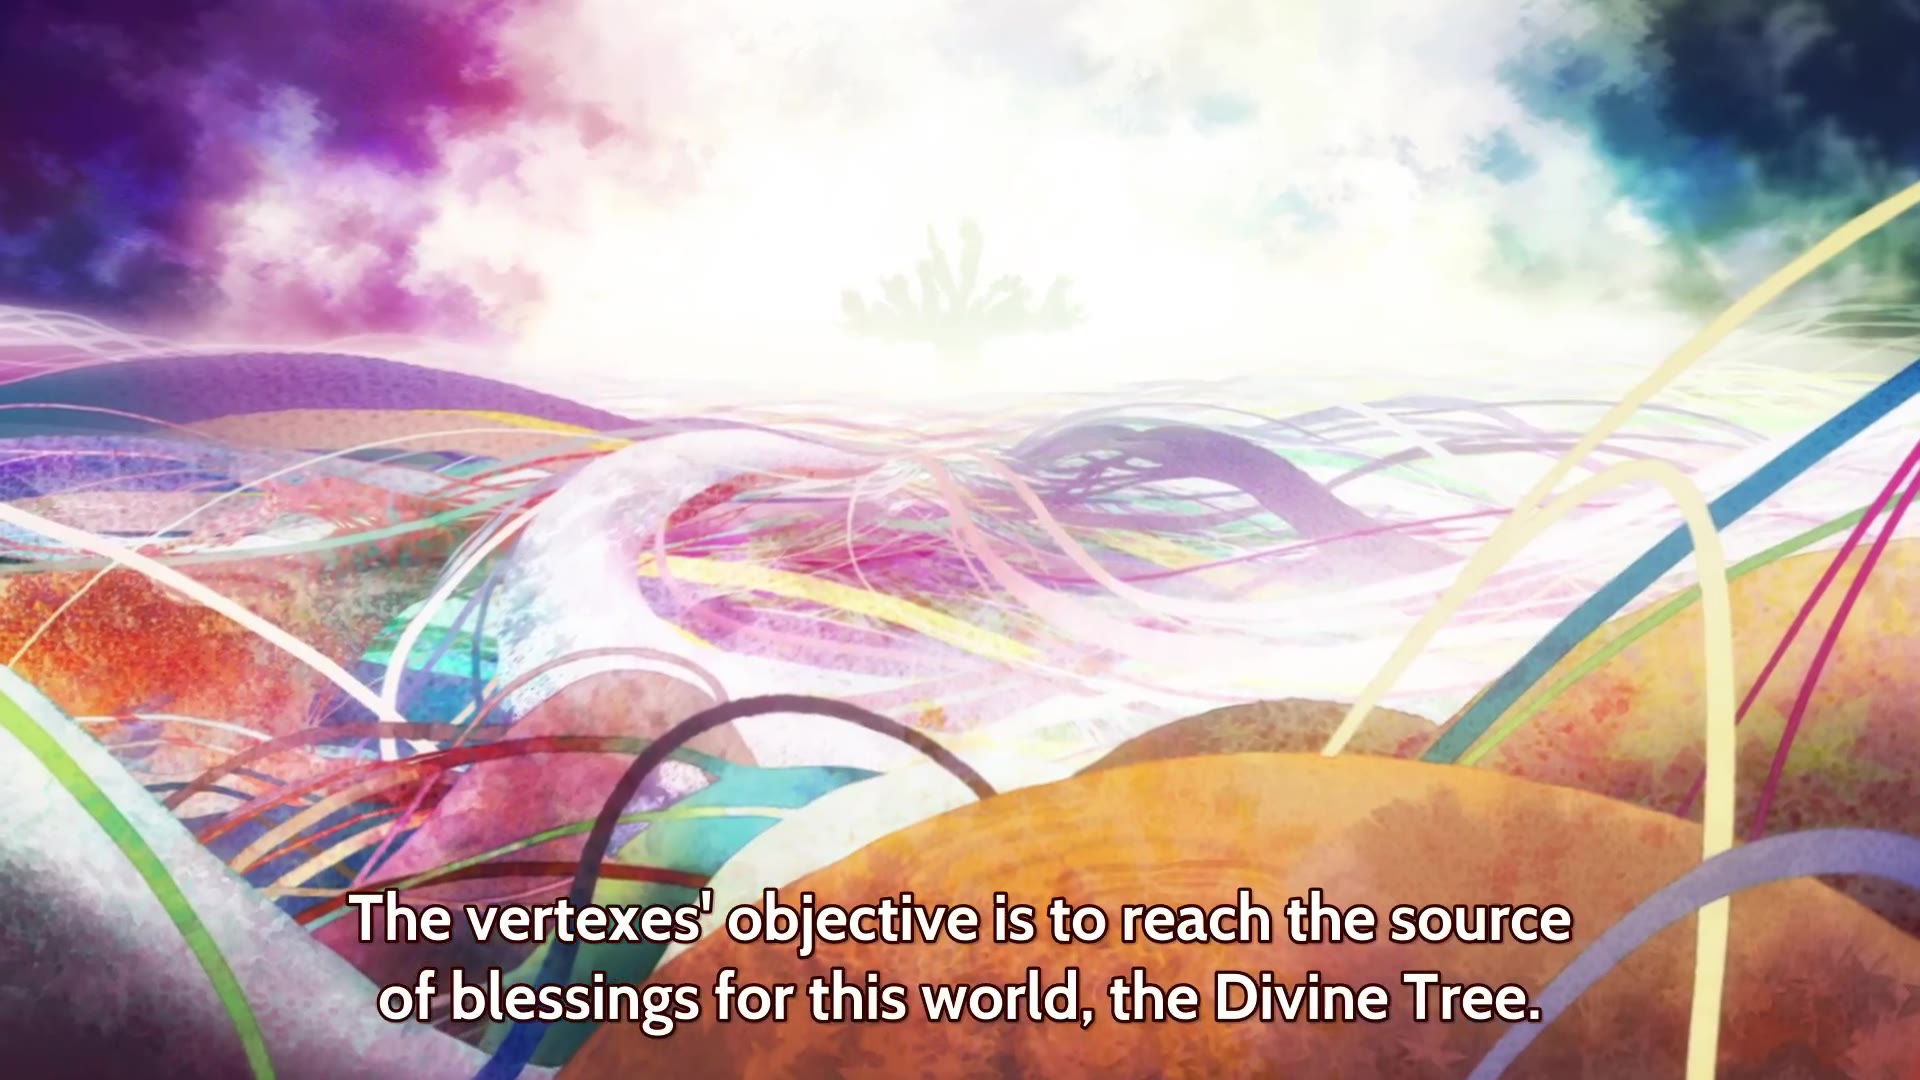 The vertexes' objective is to reach the source
of blessings for this world, the Divine Tree.